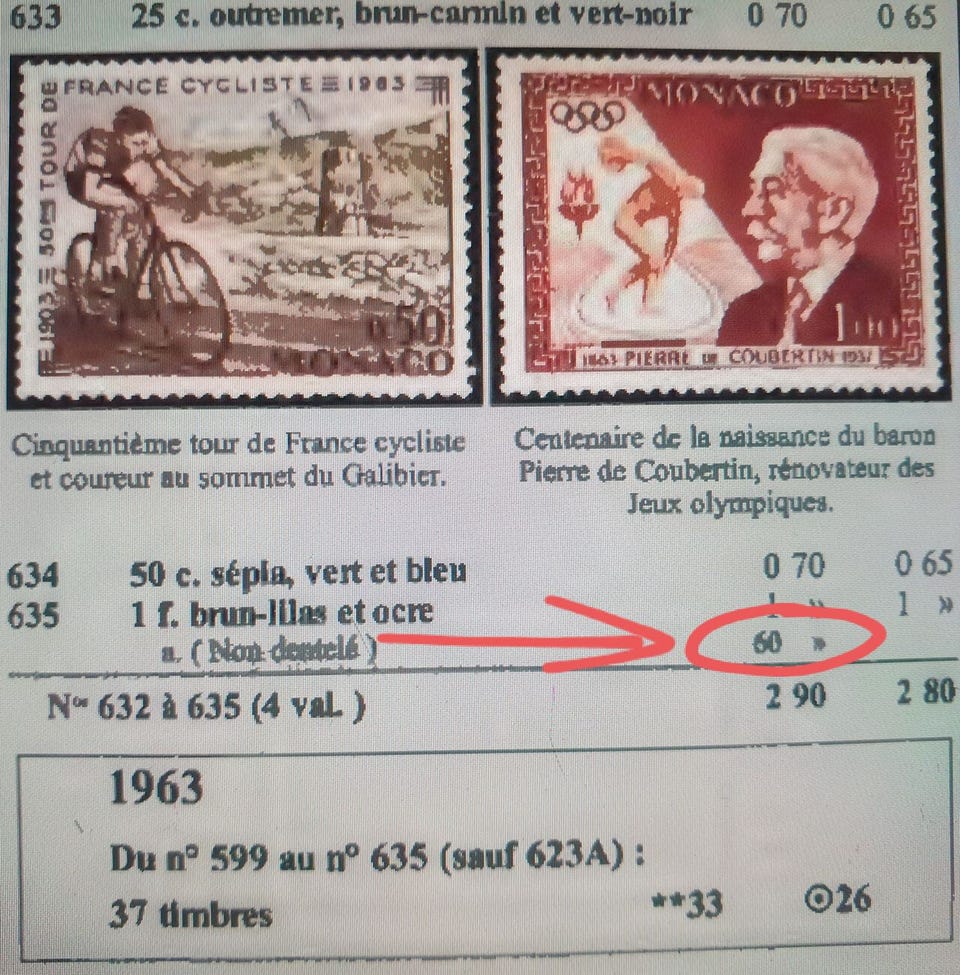 633 25 c. outremer, brun-carmin et vert-noir 0 70 0 65
1903 50E TOUR DE FRANCE CYCLISTE 1963
0.50
MONACO
MONACO
1.00
1863 PIERRE DE COUBERTIN 1937
Cinquantième tour de France cycliste
et coureur au sommet du Galibier.
Centenaire de la naissance du baron
Pierre de Coubertin, rénovateur des
Jeux olympiques.
634 50 c. sépia, vert et bleu 0 70 0 65
635 1 f. brun-lilas et ocre 1 » 1 »
a. ( Non dentelé ) 60 »
Nos 632 à 635 (4 val. ) 2 90 2 80
1963
Du n° 599 au n° 635 (sauf 623A) :
37 timbres **33 ⊙26